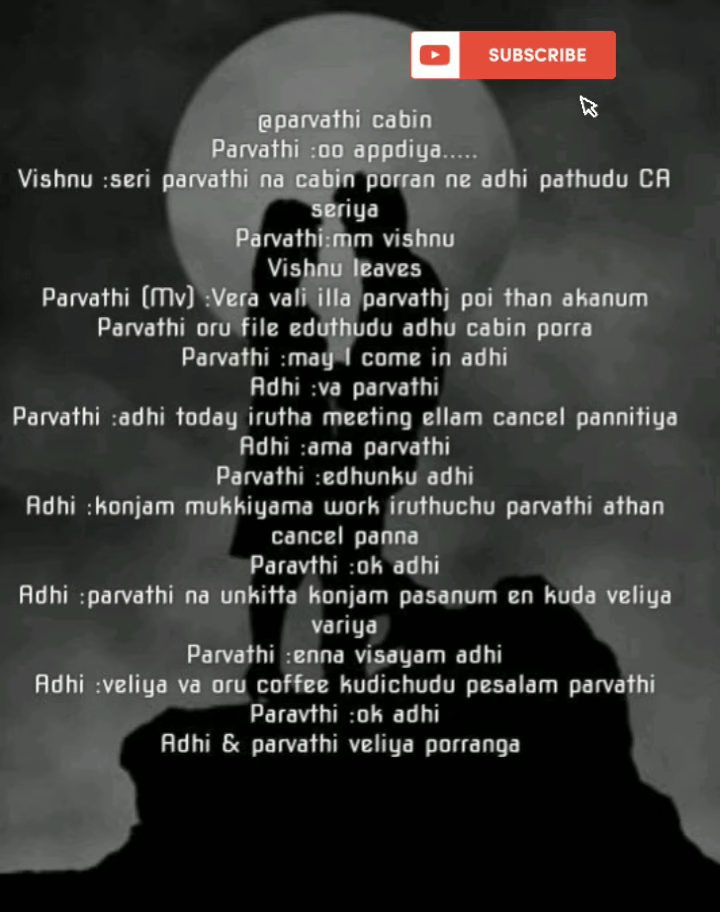 SUBSCRIBE
@parvathi cabin
Parvathi :oo appdiya.....
Vishnu :seri parvathi na cabin porran ne adhi pathudu CA
seriya
Parvathi:mm vishnu
Vishnu leaves
Parvathi (Mv) :Vera vali illa parvathj poi than akanum
Parvathi oru file eduthudu adhu cabin porra
Parvathi :may I come in adhi
Adhi :va parvathi
Parvathi :adhi today irutha meeting ellam cancel pannitiya
Adhi :ama parvathi
Parvathi :edhunku adhi
Adhi :konjam mukkiyama work iruthuchu parvathi athan
cancel panna
Paravthi :ok adhi
Adhi :parvathi na unkitta konjam pasanum en kuda veliya
variya
Parvathi :enna visayam adhi
Adhi :veliya va oru coffee kudichudu pesalam parvathi
Paravthi :ok adhi
Adhi & parvathi veliya porranga